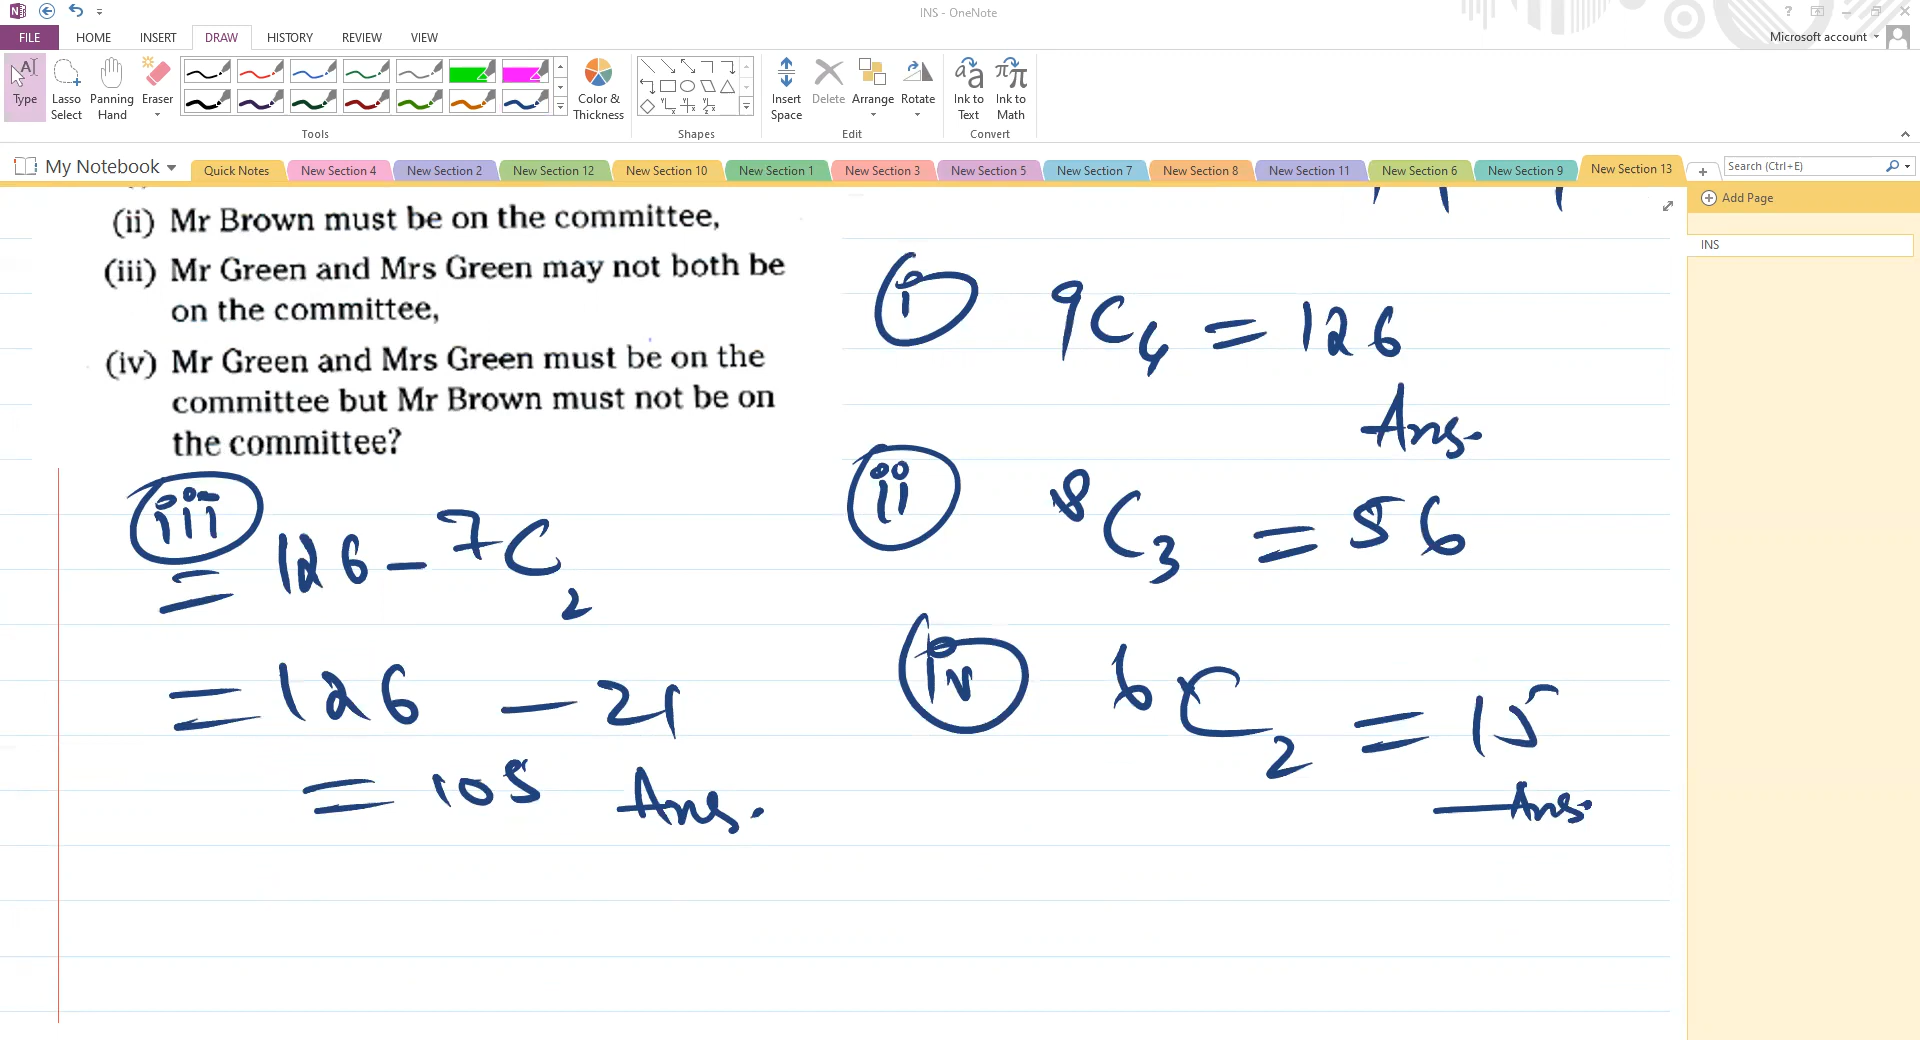 INS - OneNote
FILE HOME INSERT DRAW HISTORY REVIEW VIEW
Microsoft account
Type
Lasso Select
Panning Hand
Eraser
Color & Thickness
Insert Space
Delete
Arrange
Rotate
Ink to Text
Ink to Math
Tools
Shapes
Edit
Convert
My Notebook
Quick Notes
New Section 4
New Section 2
New Section 12
New Section 10
New Section 1
New Section 3
New Section 5
New Section 7
New Section 8
New Section 11
New Section 6
New Section 9
New Section 13
Search (Ctrl+E)
Add Page
INS
(ii) Mr Brown must be on the committee,
(iii) Mr Green and Mrs Green may not both be
on the committee,
(iv) Mr Green and Mrs Green must be on the
committee but Mr Brown must not be on
the committee?
(iii)
= 126 - ⁷C₂
= 126 - 21
= 105 Ans.
(i) ⁹C₄ = 126
Ans.
(ii) ⁸C₃ = 56
(iv) ⁶C₂ = 15
Ans.